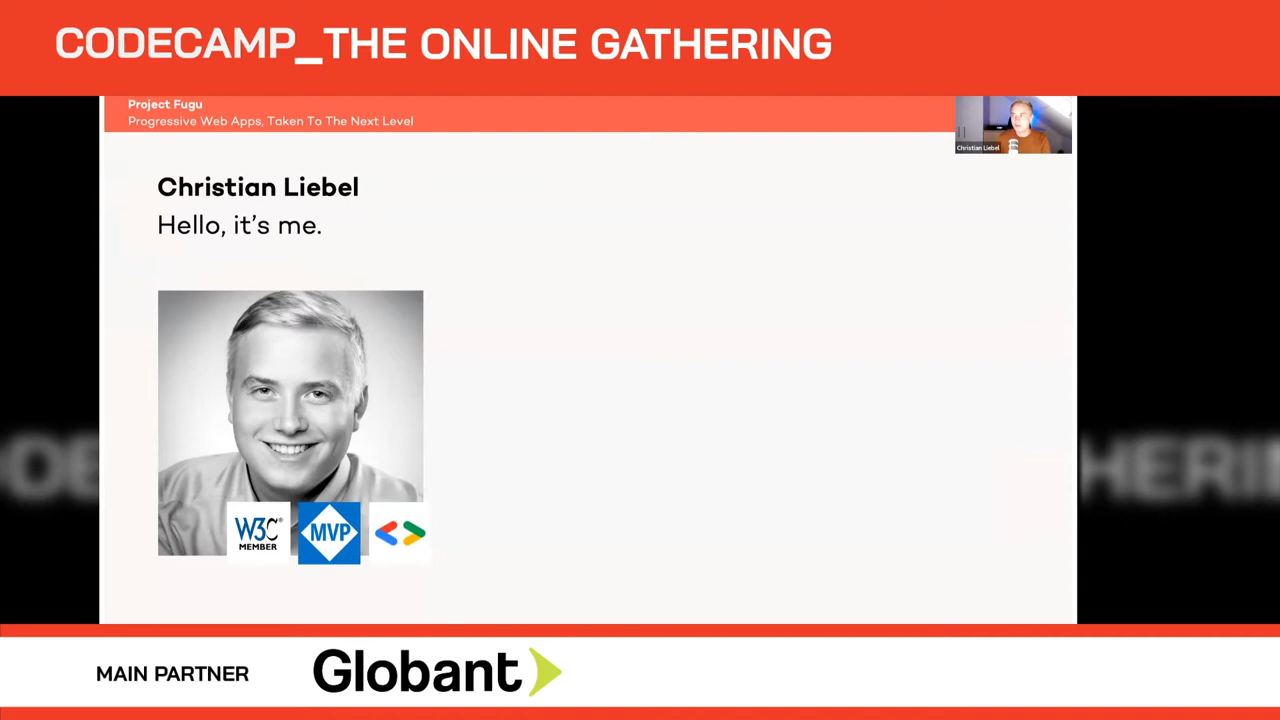 CODECAMP_THE ONLINE GATHERING
Project Fugu
Progressive Web Apps, Taken To The Next Level
Christian Liebel
Christian Liebel
Hello, it's me.
W3C®
MEMBER
MVP
MAIN PARTNER
Globant